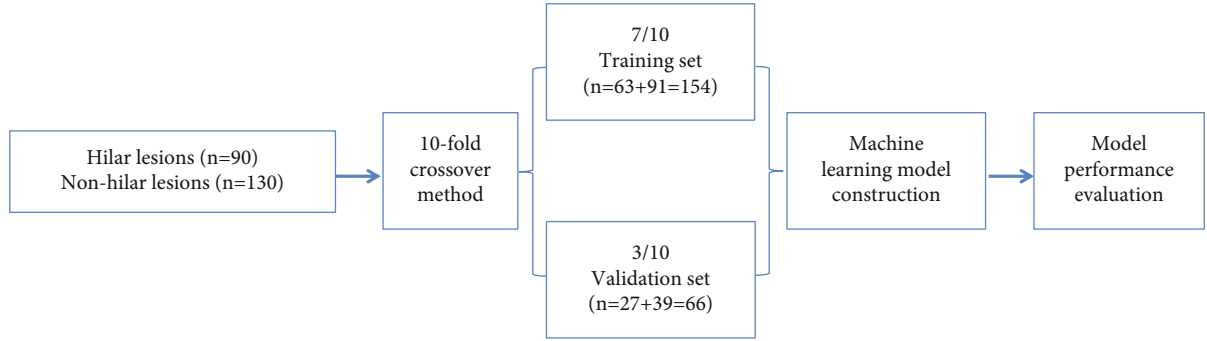 Hilar lesions (n=90)
Non-hilar lesions (n=130)
10-fold
crossover
method
7/10
Training set
(n=63+91=154)
3/10
Validation set
(n=27+39=66)
Machine
learning model
construction
Model
performance
evaluation